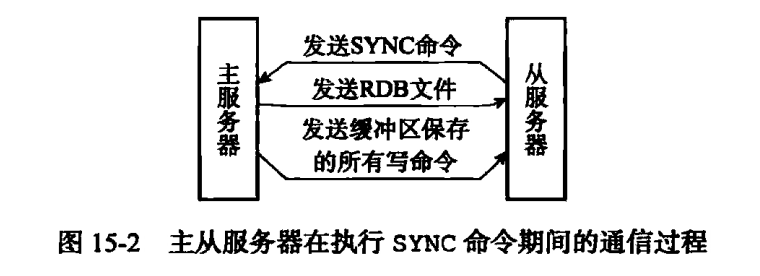 主服务器
发送SYNC命令
发送RDB文件
发送缓冲区保存
的所有写命令
从服务器
图 15-2 主从服务器在执行 SYNC 命令期间的通信过程